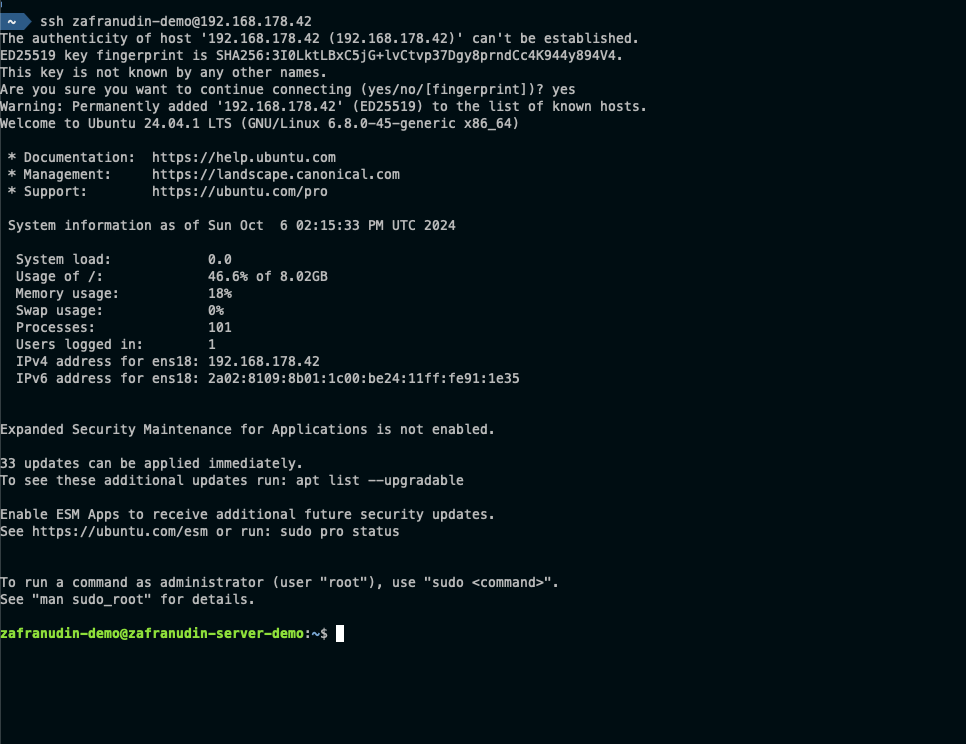 ~ ssh zafranudin-demo@192.168.178.42
The authenticity of host '192.168.178.42 (192.168.178.42)' can't be established.
ED25519 key fingerprint is SHA256:3I0LktLBxC5jG+lvCtvp37Dgy8prndCc4K944y894V4.
This key is not known by any other names.
Are you sure you want to continue connecting (yes/no/[fingerprint])? yes
Warning: Permanently added '192.168.178.42' (ED25519) to the list of known hosts.
Welcome to Ubuntu 24.04.1 LTS (GNU/Linux 6.8.0-45-generic x86_64)

 * Documentation:  https://help.ubuntu.com
 * Management:     https://landscape.canonical.com
 * Support:        https://ubuntu.com/pro

 System information as of Sun Oct  6 02:15:33 PM UTC 2024

  System load:            0.0
  Usage of /:             46.6% of 8.02GB
  Memory usage:           18%
  Swap usage:             0%
  Processes:              101
  Users logged in:        1
  IPv4 address for ens18: 192.168.178.42
  IPv6 address for ens18: 2a02:8109:8b01:1c00:be24:11ff:fe91:1e35

Expanded Security Maintenance for Applications is not enabled.

33 updates can be applied immediately.
To see these additional updates run: apt list --upgradable

Enable ESM Apps to receive additional future security updates.
See https://ubuntu.com/esm or run: sudo pro status

To run a command as administrator (user "root"), use "sudo <command>".
See "man sudo_root" for details.

zafranudin-demo@zafranudin-server-demo:~$